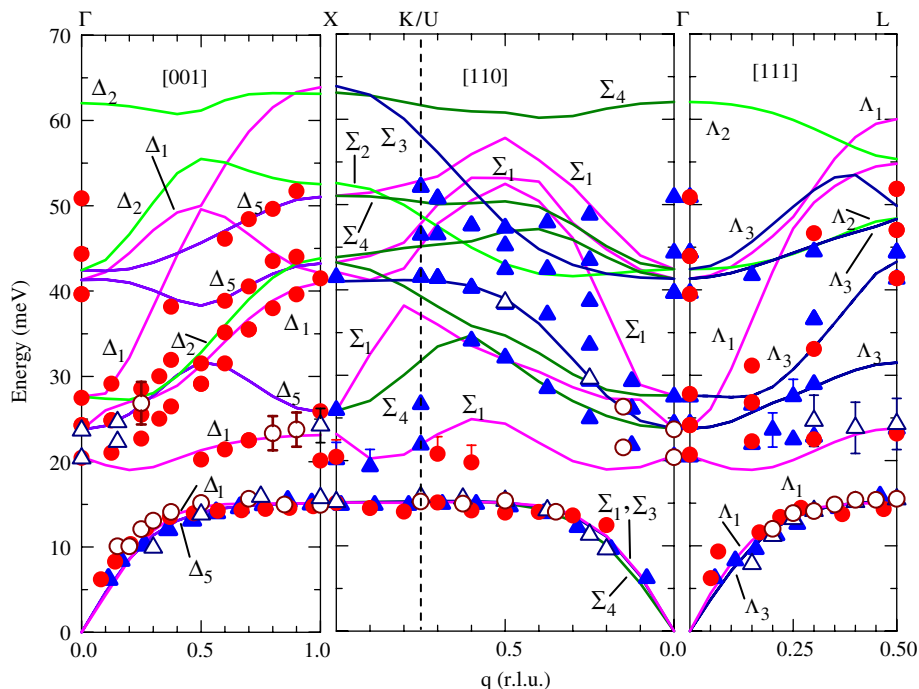 Γ X K/U Γ L
70 [001] [110] [111]
Δ₂ Σ₄ Λ₁
60 Σ₃ Λ₂
Δ₁ Σ₂ Σ₁ Σ₁
50 Δ₂ Δ₅ Σ₄ Λ₃ Λ₂
40 Δ₅ Λ₃
Energy (meV)
30 Δ₁ Δ₂ Δ₁ Σ₁ Σ₁ Λ₁ Λ₃
Δ₅ Σ₄
20 Δ₁
Δ₁ Σ₁,Σ₃ Λ₁
10 Δ₅ Σ₄ Λ₃
0
0.0 0.5 1.0 0.5 0.0 0.0 0.25 0.50
q (r.l.u.)